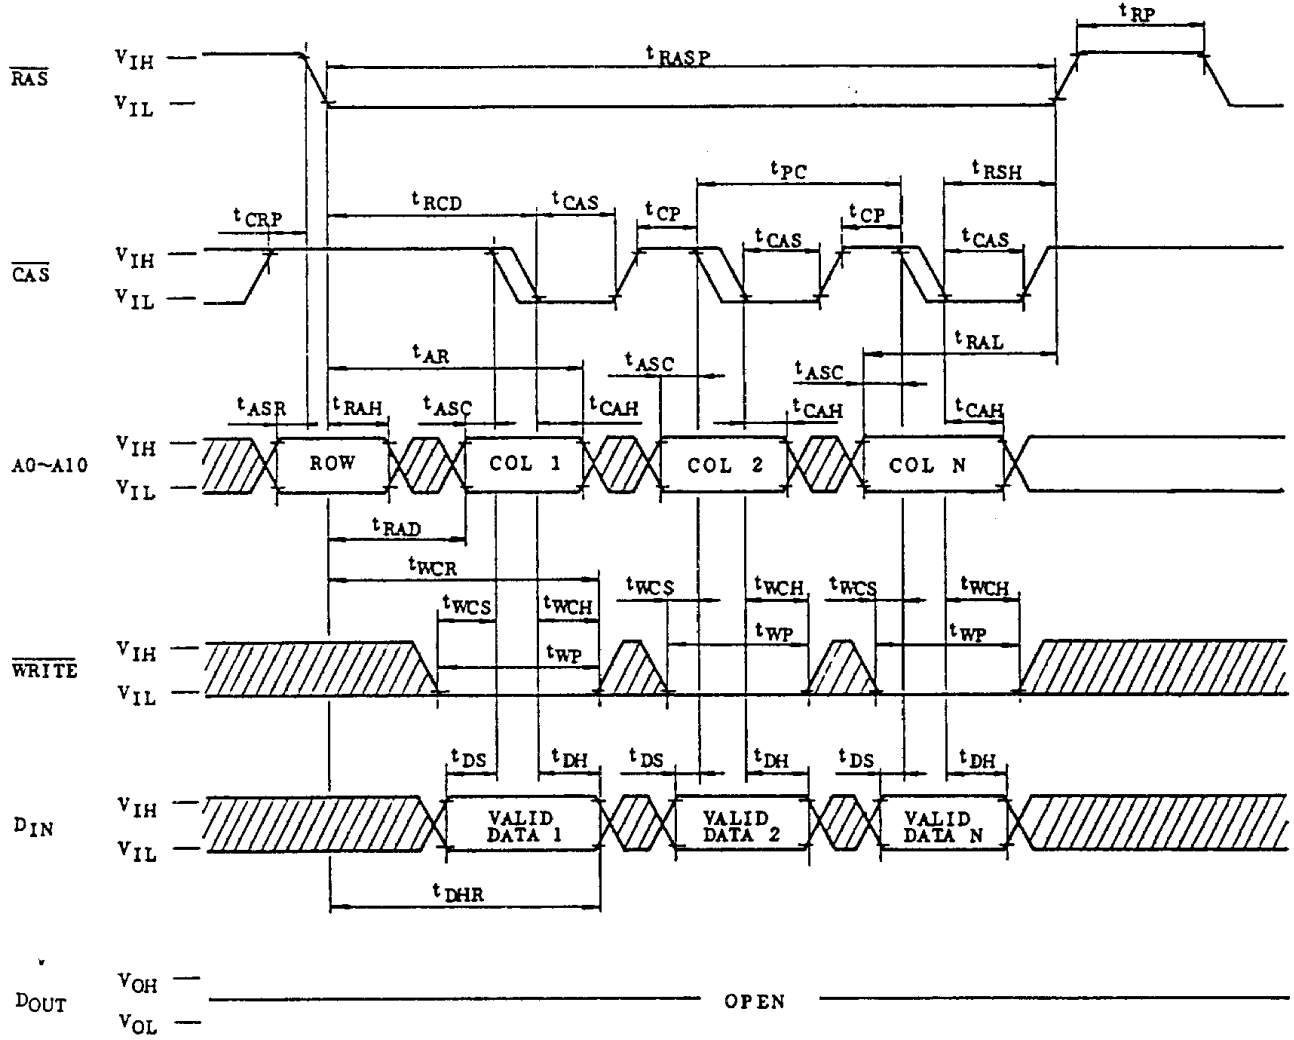 tRP
RAS VIH tRASP
VIL
tPC tRSH
tCRP tRCD tCAS tCP tCAS tCP tCAS
CAS VIH
VIL
tAR tASC tASC tRAL
tASR tRAH tASC tCAH tCAH tCAH
A0~A10 VIH ROW COL 1 COL 2 COL N
VIL
tRAD
tWCR
tWCS tWCH tWCS tWCH tWCS tWCH
tWP tWP tWP
WRITE VIH
VIL
tDS tDH tDS tDH tDS tDH
DIN VIH VALID DATA 1 VALID DATA 2 VALID DATA N
VIL
tDHR
DOUT VOH OPEN
VOL